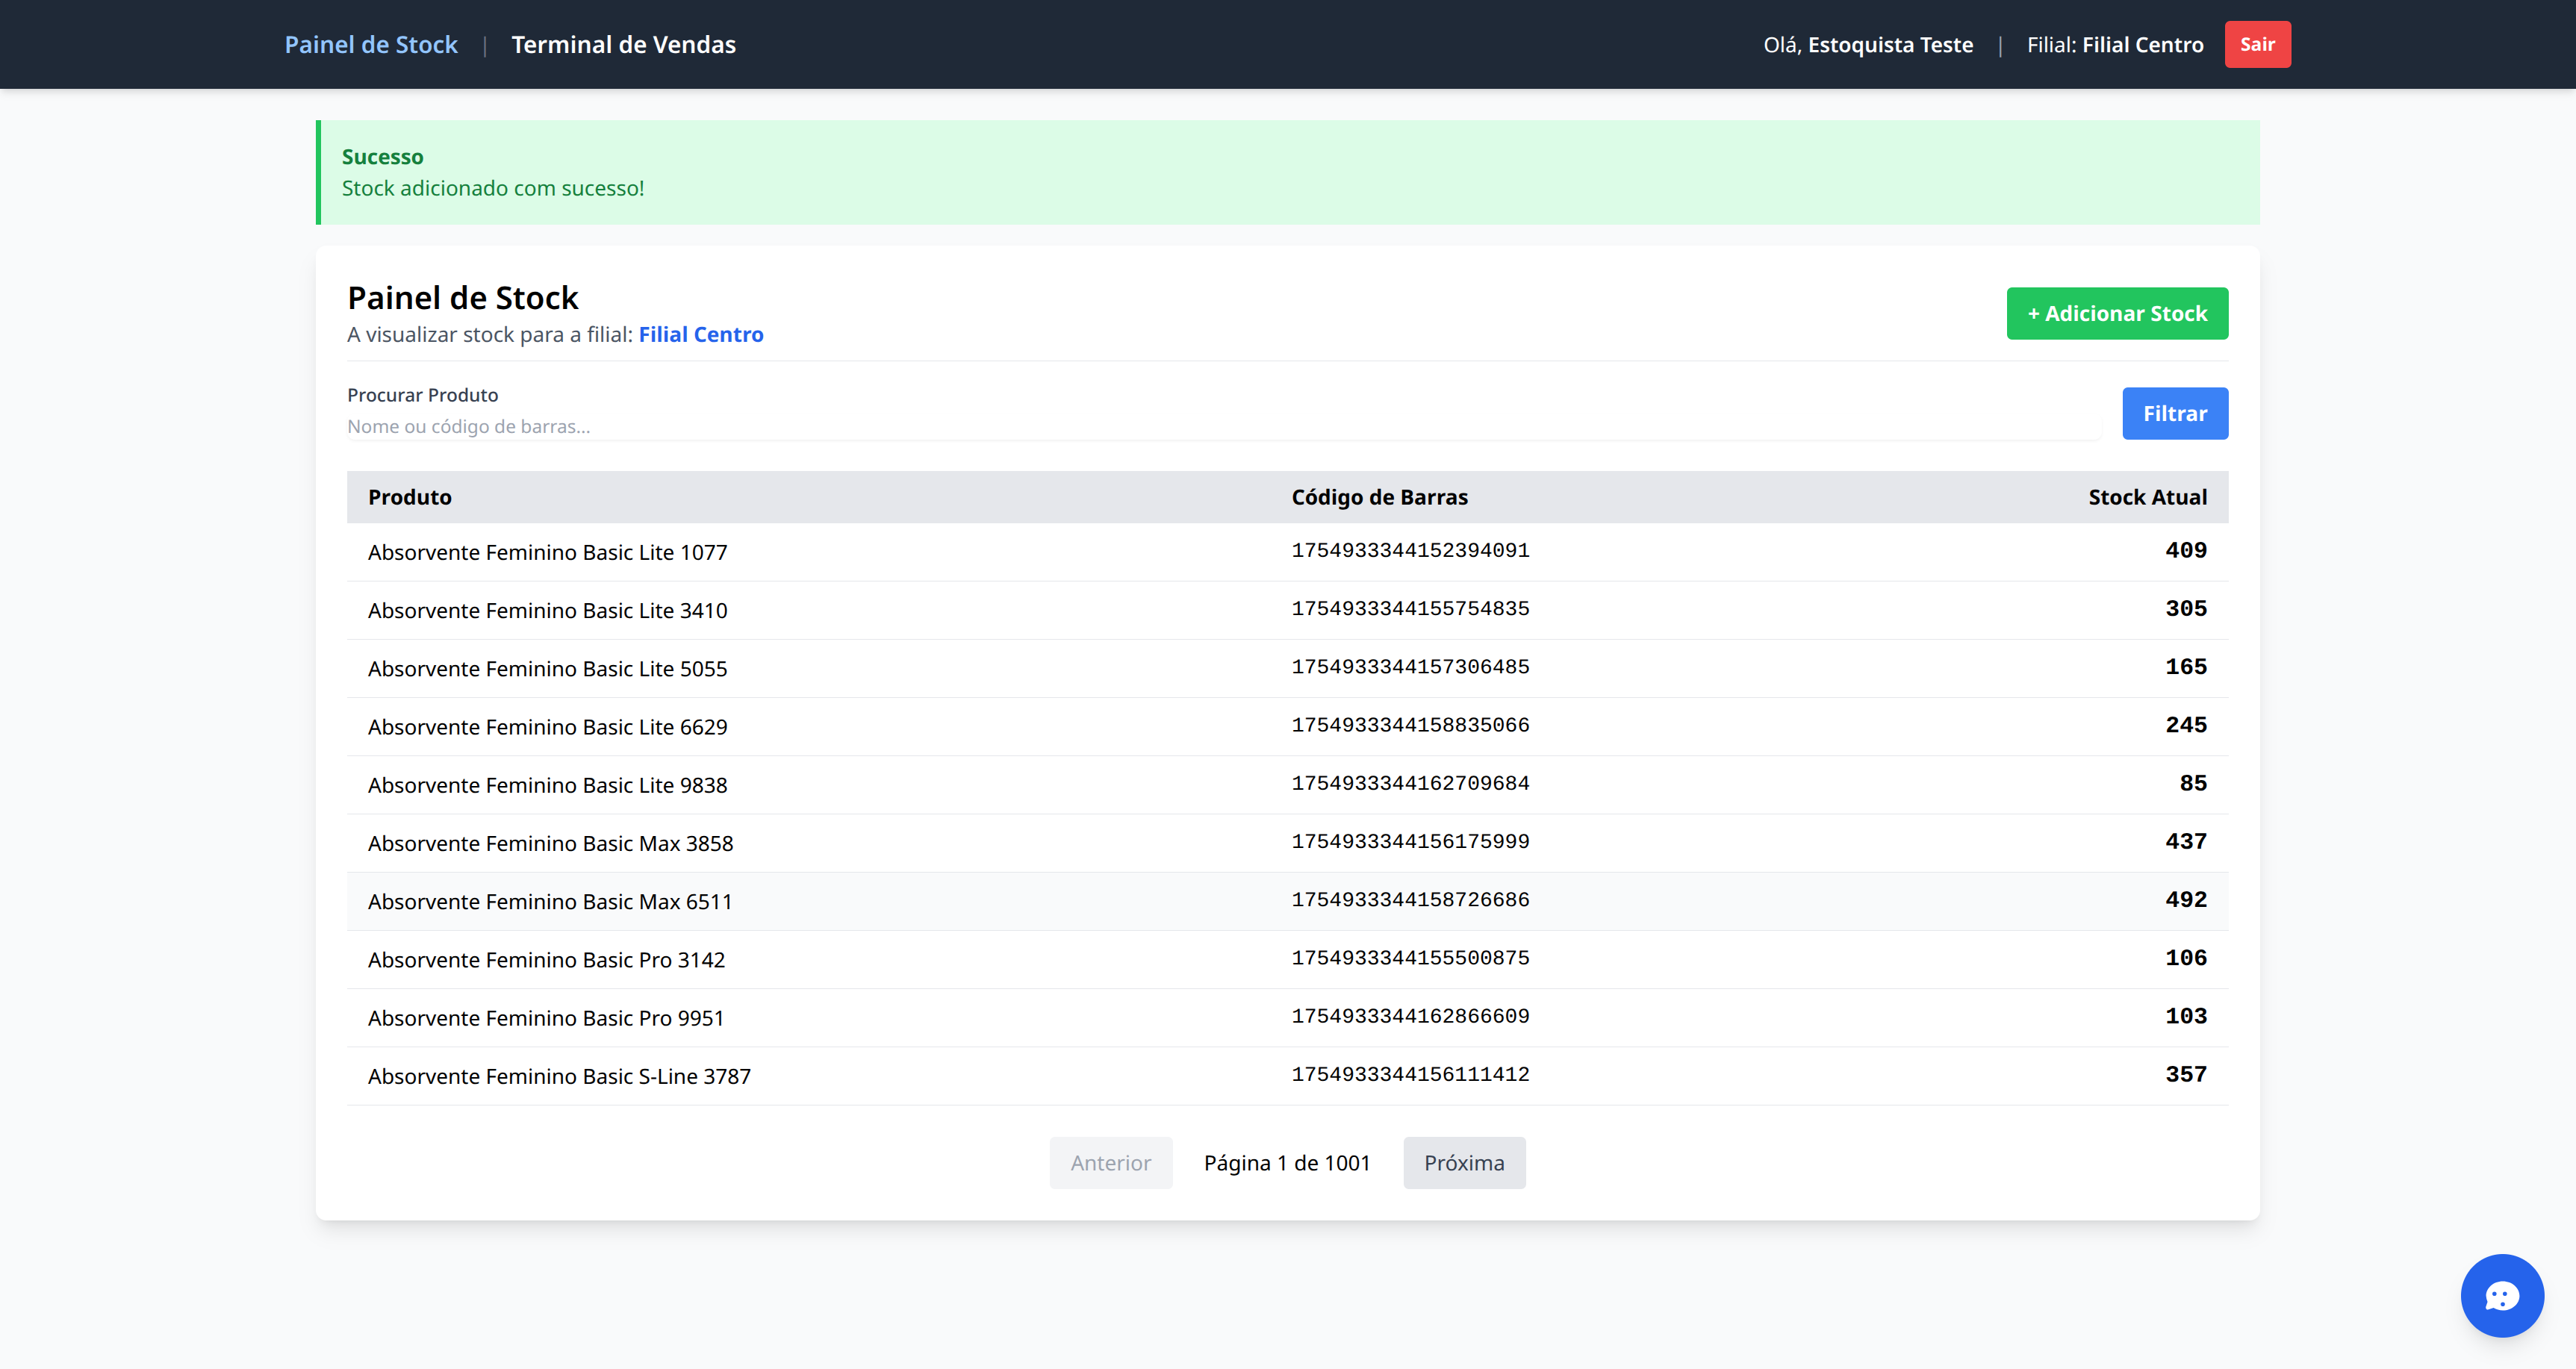 Painel de Stock | Terminal de Vendas Olá, Estoquista Teste | Filial: Filial Centro Sair
Sucesso
Stock adicionado com sucesso!
Painel de Stock
A visualizar stock para a filial: Filial Centro
+ Adicionar Stock
Procurar Produto
Nome ou código de barras...
Filtrar
Produto Código de Barras Stock Atual
Absorvente Feminino Basic Lite 1077 1754933344152394091 409
Absorvente Feminino Basic Lite 3410 1754933344155754835 305
Absorvente Feminino Basic Lite 5055 1754933344157306485 165
Absorvente Feminino Basic Lite 6629 1754933344158835066 245
Absorvente Feminino Basic Lite 9838 1754933344162709684 85
Absorvente Feminino Basic Max 3858 1754933344156175999 437
Absorvente Feminino Basic Max 6511 1754933344158726686 492
Absorvente Feminino Basic Pro 3142 1754933344155500875 106
Absorvente Feminino Basic Pro 9951 1754933344162866609 103
Absorvente Feminino Basic S-Line 3787 1754933344156111412 357
Anterior Página 1 de 1001 Próxima